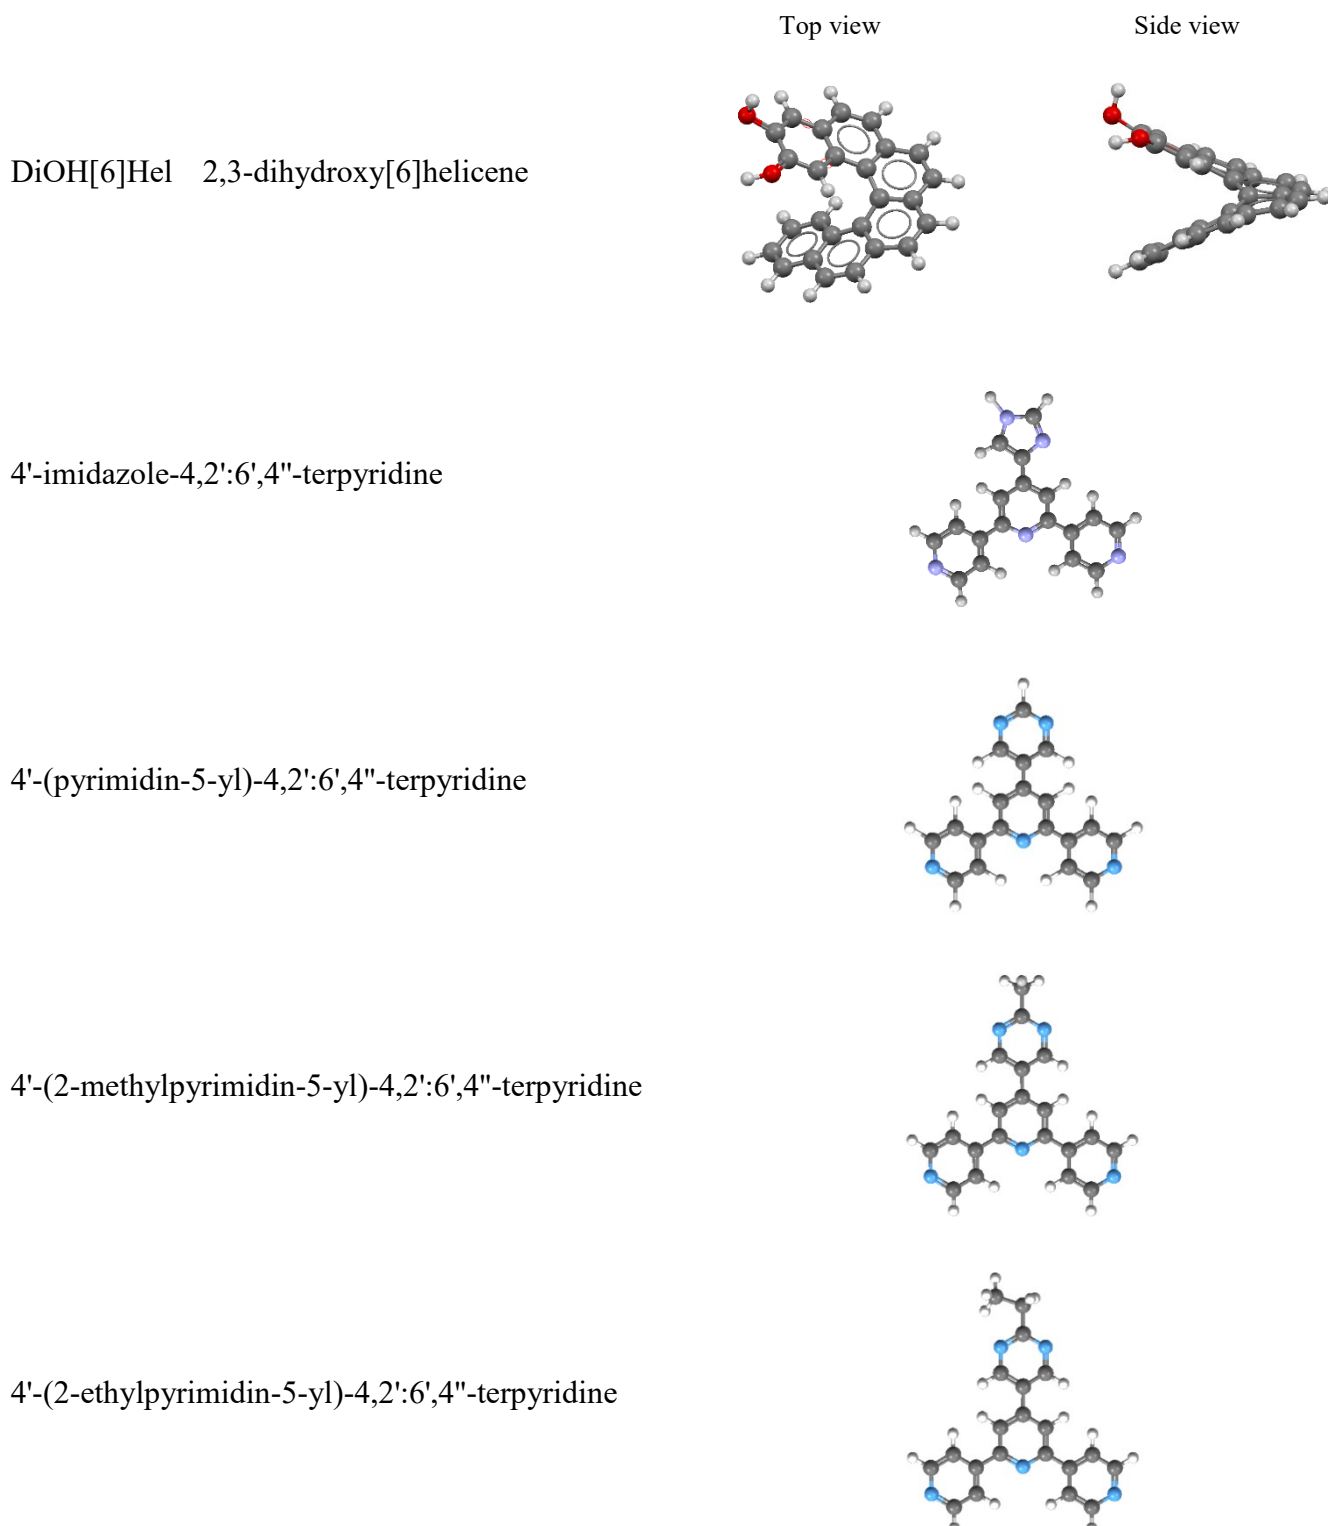 Top view Side view
DiOH[6]Hel 2,3-dihydroxy[6]helicene
4'-imidazole-4,2':6',4"-terpyridine
4'-(pyrimidin-5-yl)-4,2':6',4"-terpyridine
4'-(2-methylpyrimidin-5-yl)-4,2':6',4"-terpyridine
4'-(2-ethylpyrimidin-5-yl)-4,2':6',4"-terpyridine